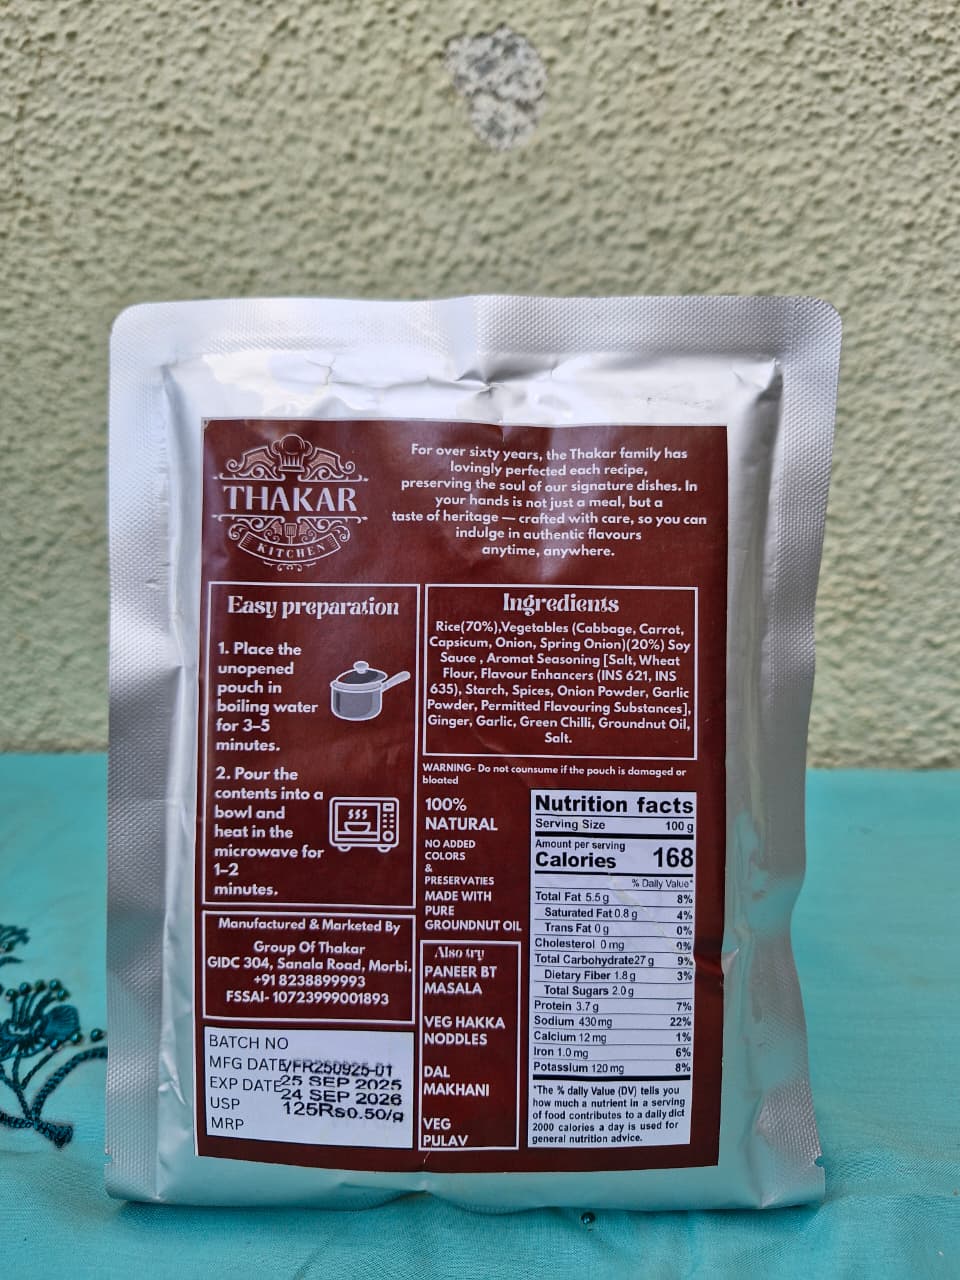 THAKAR
KITCHEN
For over sixty years, the Thakar family has
lovingly perfected each recipe,
preserving the soul of our signature dishes. In
your hands is not just a meal, but a
taste of heritage — crafted with care, so you can
indulge in authentic flavours
anytime, anywhere.
Easy preparation
1. Place the
unopened
pouch in
boiling water
for 3–5
minutes.
2. Pour the
contents into a
bowl and
heat in the
microwave for
1–2
minutes.
Ingredients
Rice(70%),Vegetables (Cabbage, Carrot,
Capsicum, Onion, Spring Onion)(20%) Soy
Sauce , Aromat Seasoning [Salt, Wheat
Flour, Flavour Enhancers (INS 621, INS
635), Starch, Spices, Onion Powder, Garlic
Powder, Permitted Flavouring Substances],
Ginger, Garlic, Green Chilli, Groundnut Oil,
Salt.
WARNING- Do not counsume if the pouch is damaged or
bloated
100%
NATURAL
NO ADDED
COLORS
&
PRESERVATIES
MADE WITH
PURE
GROUNDNUT OIL
Also try
PANEER BT
MASALA
VEG HAKKA
NODDLES
DAL
MAKHANI
VEG
PULAV
Nutrition facts
Serving Size 100 g
Amount per serving
Calories 168
% Daily Value*
Total Fat 5.5 g 8%
Saturated Fat 0.8 g 4%
Trans Fat 0 g 0%
Cholesterol 0 mg 0%
Total Carbohydrate27 g 9%
Dietary Fiber 1.8 g 3%
Total Sugars 2.0 g
Protein 3.7 g 7%
Sodium 430 mg 22%
Calcium 12 mg 1%
Iron 1.0 mg 6%
Potassium 120 mg 8%
*The % daily Value (DV) tells you
how much a nutrient in a serving
of food contributes to a daily dict
2000 calories a day is used for
general nutrition advice.
Manufactured & Marketed By
Group Of Thakar
GIDC 304, Sanala Road, Morbi.
+91 8238899993
FSSAI- 10723999001893
BATCH NO
MFG DATE VFR250925-01
EXP DATE 25 SEP 2025
24 SEP 2026
USP 125Rs0.50/g
MRP